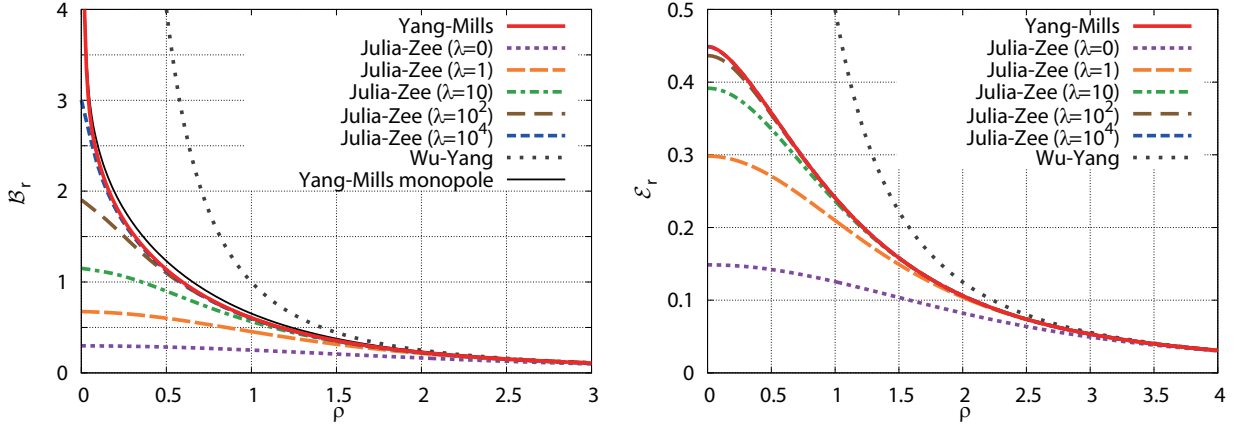 4
3
2
1
0
0
0.5
1
1.5
2
2.5
3
ℬr
ρ
Yang-Mills
Julia-Zee (λ=0)
Julia-Zee (λ=1)
Julia-Zee (λ=10)
Julia-Zee (λ=10²)
Julia-Zee (λ=10⁴)
Wu-Yang
Yang-Mills monopole
0.5
0.4
0.3
0.2
0.1
0
0
0.5
1
1.5
2
2.5
3
3.5
4
ℰr
ρ
Yang-Mills
Julia-Zee (λ=0)
Julia-Zee (λ=1)
Julia-Zee (λ=10)
Julia-Zee (λ=10²)
Julia-Zee (λ=10⁴)
Wu-Yang